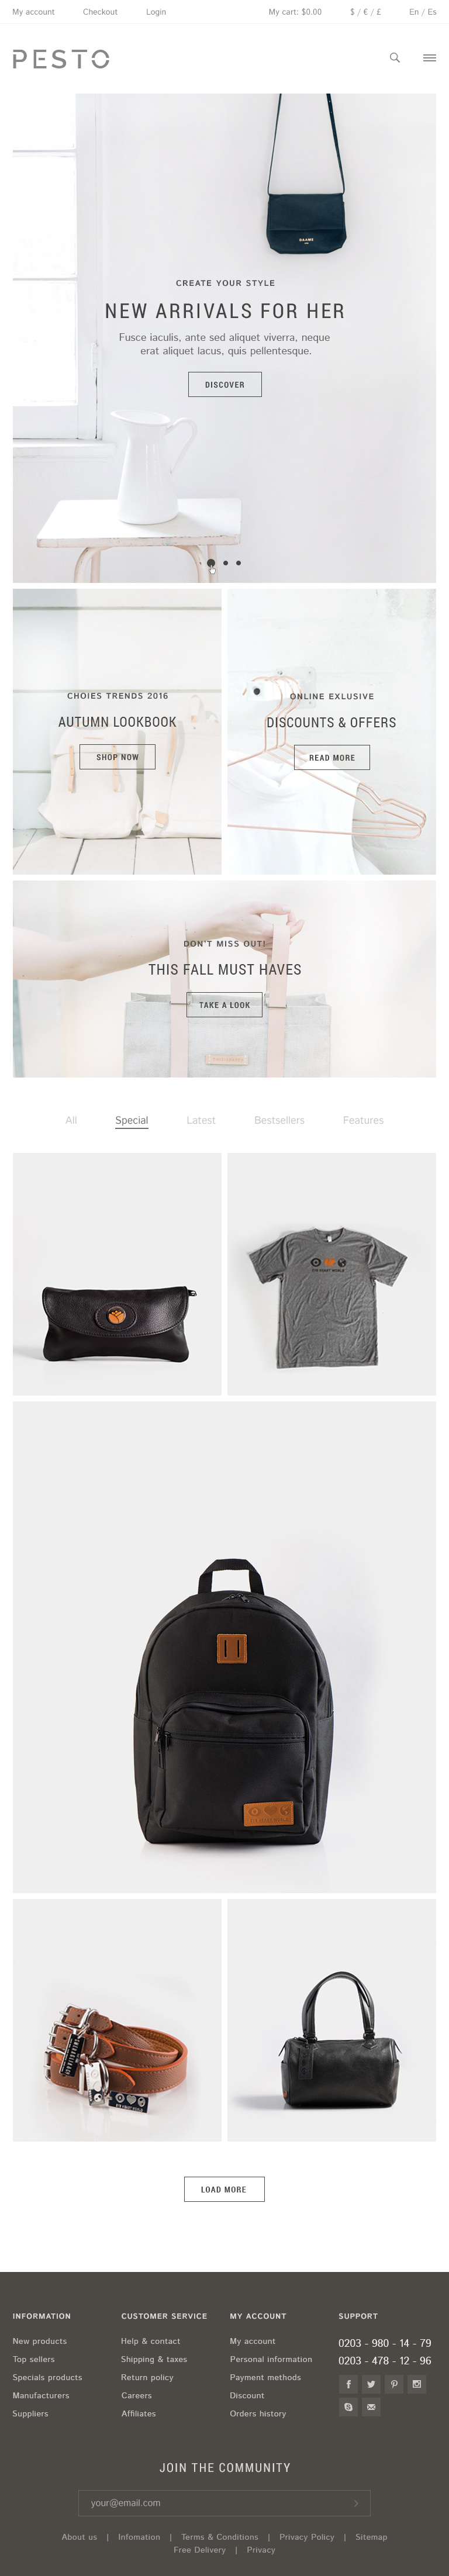 My account Checkout Login My cart: $0.00 $ / € / £ En / Es
PESTO
DAAME
CREATE YOUR STYLE
NEW ARRIVALS FOR HER
Fusce iaculis, ante sed aliquet viverra, neque
erat aliquet lacus, quis pellentesque.
DISCOVER
CHOIES TRENDS 2016
AUTUMN LOOKBOOK
SHOP NOW
ONLINE EXLUSIVE
DISCOUNTS & OFFERS
READ MORE
DON'T MISS OUT!
THIS FALL MUST HAVES
TAKE A LOOK
All Special Latest Bestsellers Features
LOAD MORE
INFORMATION
New products
Top sellers
Specials products
Manufacturers
Suppliers
CUSTOMER SERVICE
Help & contact
Shipping & taxes
Return policy
Careers
Affiliates
MY ACCOUNT
My account
Personal information
Payment methods
Discount
Orders history
SUPPORT
0203 - 980 - 14 - 79
0203 - 478 - 12 - 96
JOIN THE COMMUNITY
your@email.com
About us | Infomation | Terms & Conditions | Privacy Policy | Sitemap
Free Delivery | Privacy